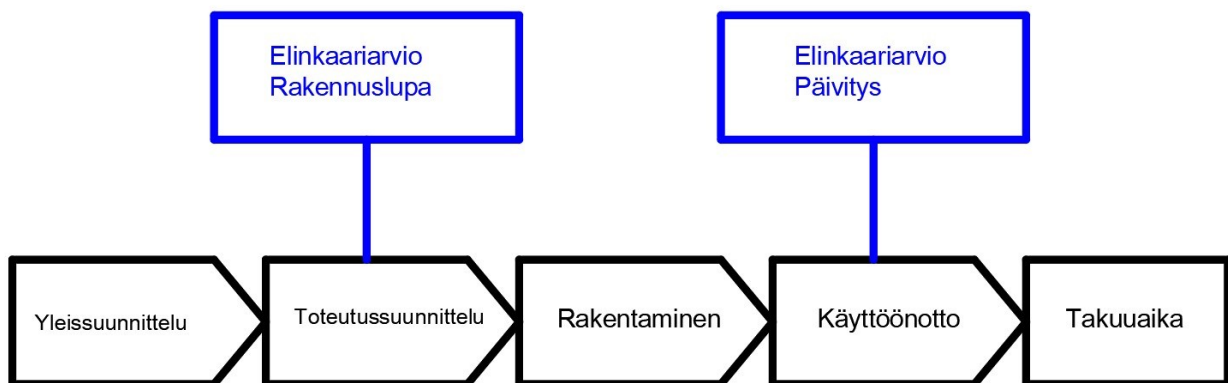 Elinkaariarvio
Rakennuslupa
Elinkaariarvio
Päivitys
Yleissuunnittelu
Toteutussuunnittelu
Rakentaminen
Käyttöönotto
Takuuaika